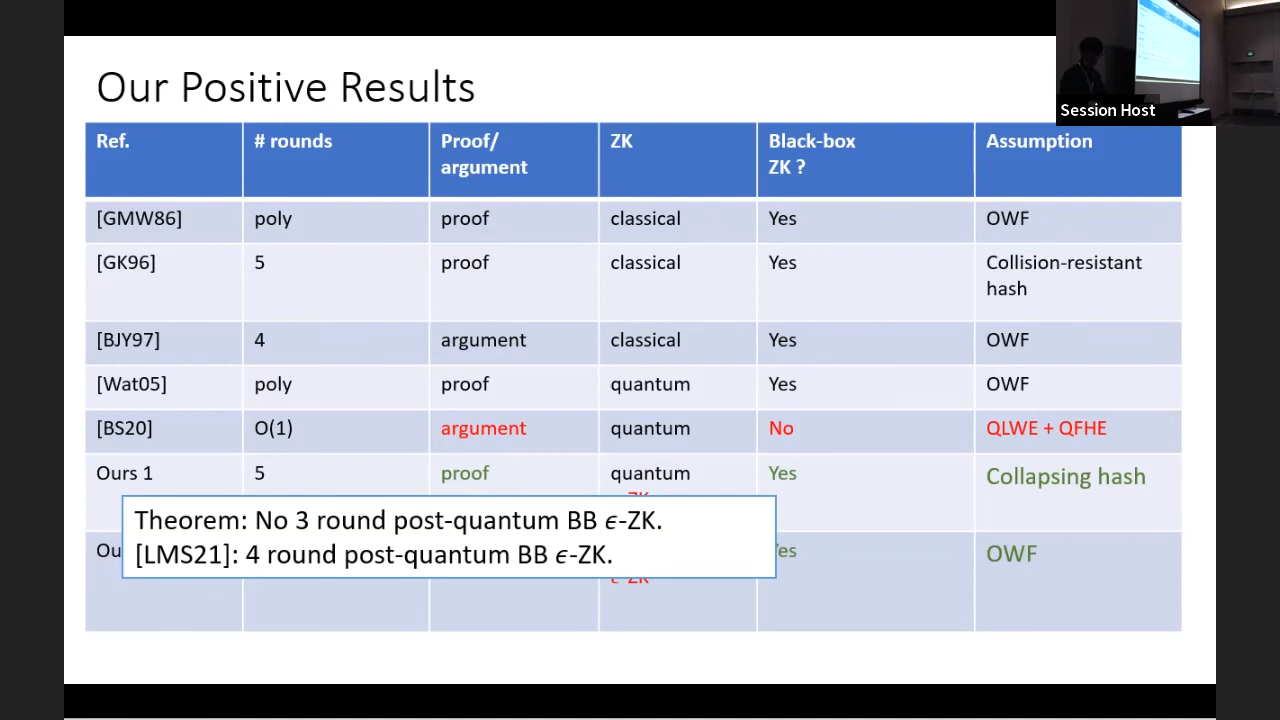 Our Positive Results
Session Host
Ref.
# rounds
Proof/
argument
ZK
Black-box
ZK ?
Assumption
[GMW86]
poly
proof
classical
Yes
OWF
[GK96]
5
proof
classical
Yes
Collision-resistant
hash
[BJY97]
4
argument
classical
Yes
OWF
[Wat05]
poly
proof
quantum
Yes
OWF
[BS20]
O(1)
argument
quantum
No
QLWE + QFHE
Ours 1
5
proof
quantum
Yes
Collapsing hash
Theorem: No 3 round post-quantum BB ϵ-ZK.
[LMS21]: 4 round post-quantum BB ϵ-ZK.
OWF